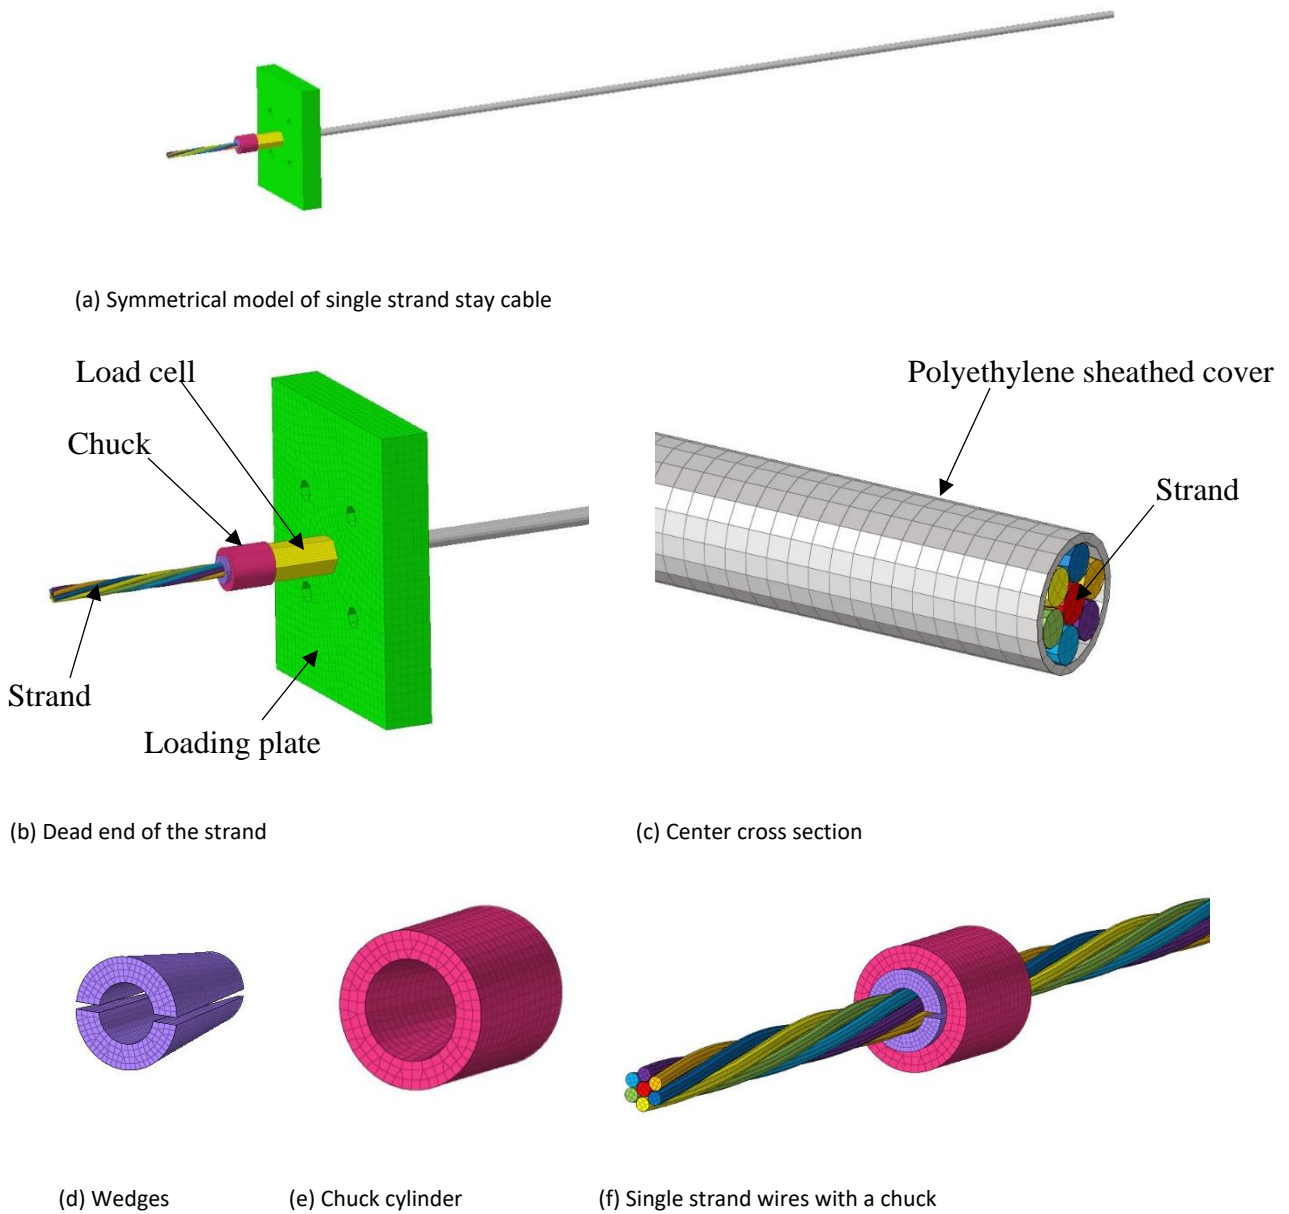 (a) Symmetrical model of single strand stay cable
Load cell
Chuck
Strand
Loading plate
Polyethylene sheathed cover
Strand
(b) Dead end of the strand
(c) Center cross section
(d) Wedges
(e) Chuck cylinder
(f) Single strand wires with a chuck